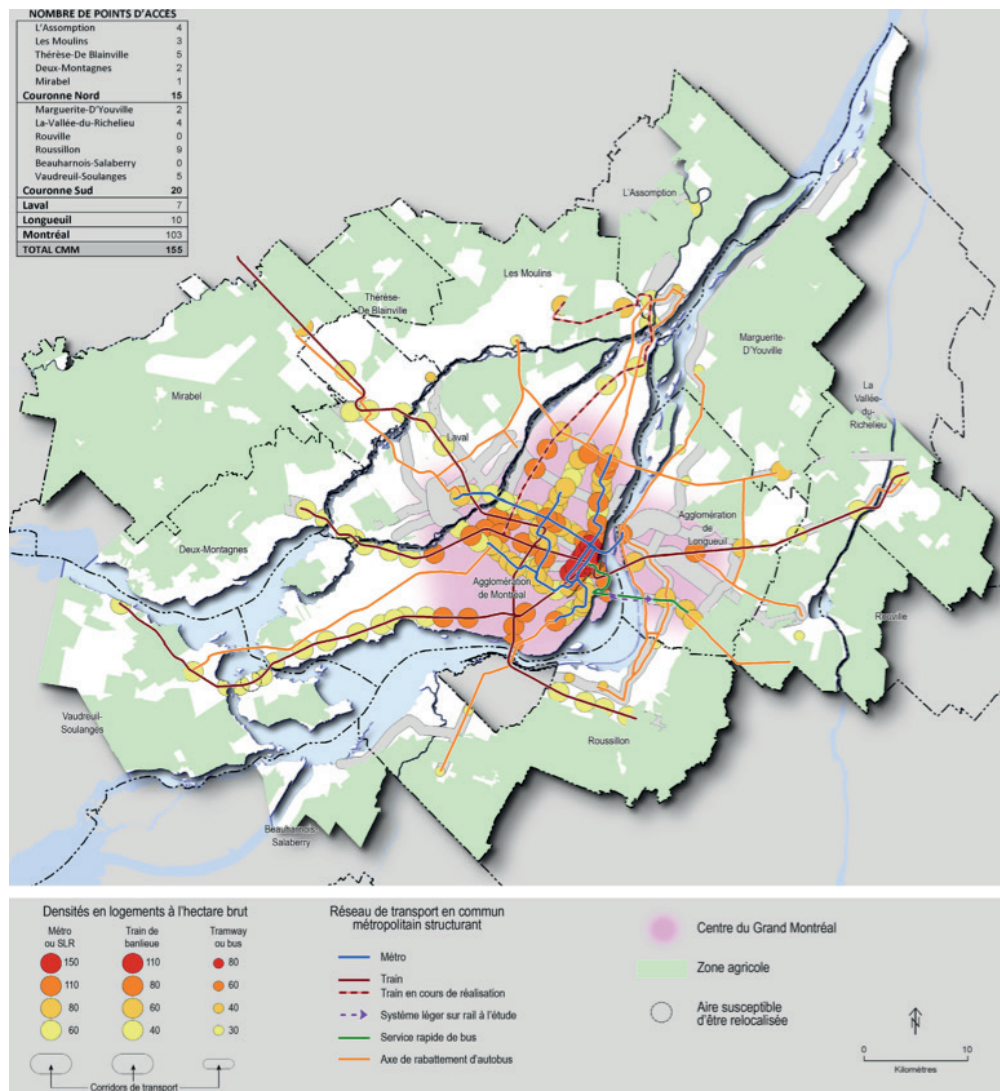 NOMBRE DE POINTS D'ACCÈS
L'Assomption 4
Les Moulins 3
Thérèse-De Blainville 5
Deux-Montagnes 2
Mirabel 1
Couronne Nord 15
Marguerite-D'Youville 2
La-Vallée-du-Richelieu 4
Rouville 0
Roussillon 9
Beauharnois-Salaberry 0
Vaudreuil-Soulanges 5
Couronne Sud 20
Laval 7
Longueuil 10
Montréal 103
TOTAL CMM 155
L'Assomption
Les Moulins
Thérèse-
De Blainville
Marguerite-
D'Youville
Mirabel
La
Vallée-
du-
Richelieu
Laval
Agglomération
de
Longueuil
Deux-Montagnes
Agglomération
de Montréal
Rouville
Vaudreuil-
Soulanges
Roussillon
Beauharnois-
Salaberry
Densités en logements à l'hectare brut
Métro
ou SLR
Train de
banlieue
Tramway
ou bus
150 110 80
110 80 60
80 60 40
60 40 30
Corridors de transport
Réseau de transport en commun
métropolitain structurant
Métro
Train
Train en cours de réalisation
Système léger sur rail à l'étude
Service rapide de bus
Axe de rabattement d'autobus
Centre du Grand Montréal
Zone agricole
Aire susceptible
d'être relocalisée
N
0 10
Kilomètres